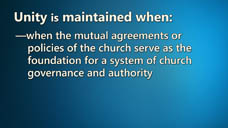 Unity is maintained when:
—when the mutual agreements or
policies of the church serve as the
foundation for a system of church
governance and authority